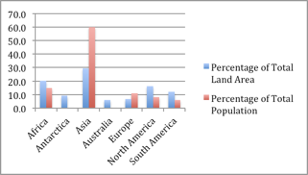 70.0
60.0
50.0
40.0
30.0
20.0
10.0
0.0
Africa
Antarctica
Asia
Australia
Europe
North America
South America
Percentage of Total
Land Area
Percentage of Total
Population